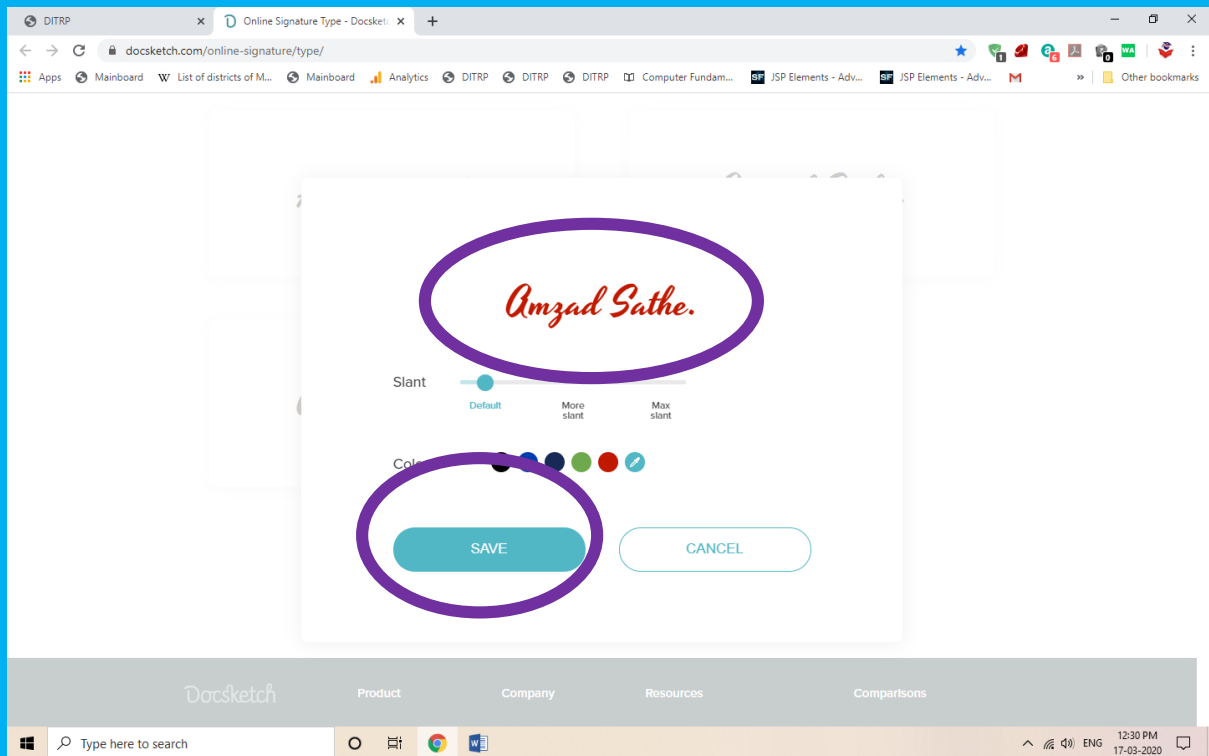 DITRP
Online Signature Type - Docsketc
docsketch.com/online-signature/type/
Apps Mainboard List of districts of M... Mainboard Analytics DITRP DITRP DITRP Computer Fundam... JSP Elements - Adv... JSP Elements - Adv... » Other bookmarks
Amzad Sathe.
Slant
Default More slant Max slant
SAVE CANCEL
Docsketch Product Company Resources Comparisons
Type here to search
ENG 12:30 PM
17-03-2020